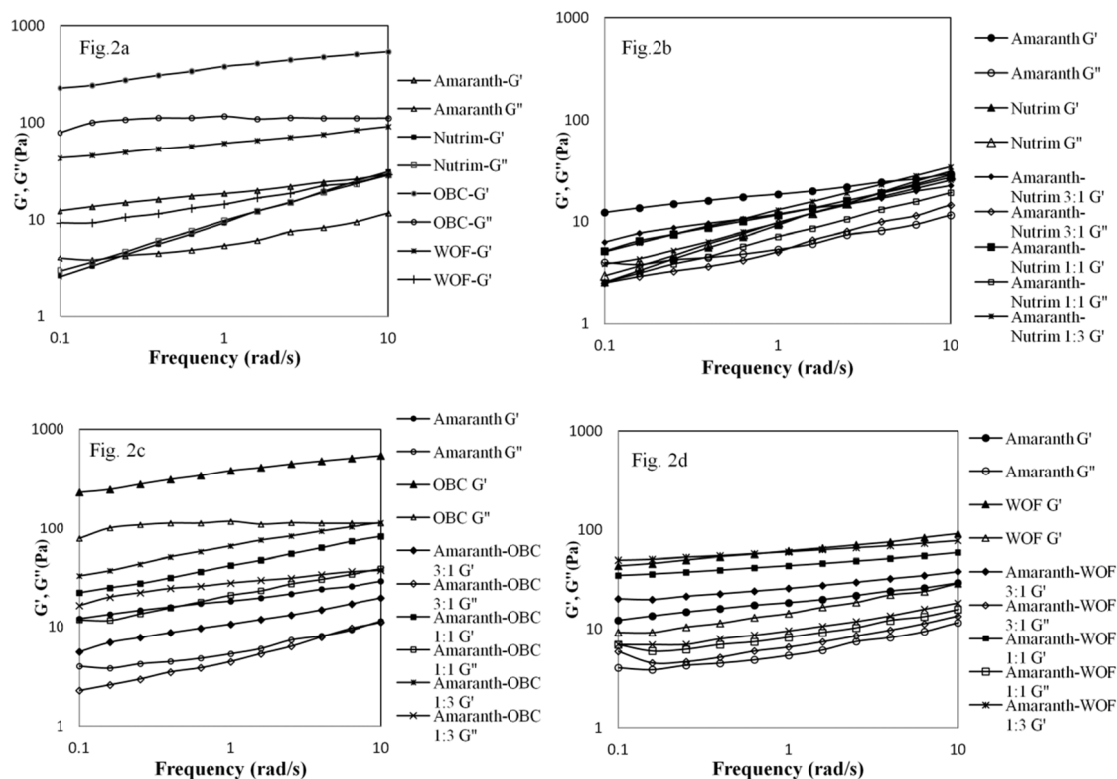 Fig.2a
1000
100
10
1
G', G''(Pa)
0.1
1
10
Frequency (rad/s)
Amaranth-G'
Amaranth G''
Nutrim-G'
Nutrim-G''
OBC-G'
OBC-G''
WOF-G'
WOF-G'
Fig.2b
1000
100
10
1
0.1
1
10
Frequency (rad/s)
Amaranth G'
Amaranth G''
Nutrim G'
Nutrim G''
Amaranth-
Nutrim 3:1 G'
Amaranth-
Nutrim 3:1 G''
Amaranth-
Nutrim 1:1 G'
Amaranth-
Nutrim 1:1 G''
Amaranth-
Nutrim 1:3 G'
Fig. 2c
1000
100
10
1
G', G''(Pa)
0.1
1
10
Frequency (rad/s)
Amaranth G'
Amaranth G''
OBC G'
OBC G''
Amaranth-OBC
3:1 G'
Amaranth-OBC
3:1 G''
Amaranth-OBC
1:1 G'
Amaranth-OBC
1:1 G''
Amaranth-OBC
1:3 G'
Amaranth-OBC
1:3 G''
Fig. 2d
1000
100
10
1
0.1
1
10
Frequency (rad/s)
Amaranth G'
Amaranth G''
WOF G'
WOF G'
Amaranth-WOF
3:1 G'
Amaranth-WOF
3:1 G''
Amaranth-WOF
1:1 G'
Amaranth-WOF
1:1 G''
Amaranth-WOF
1:3 G'